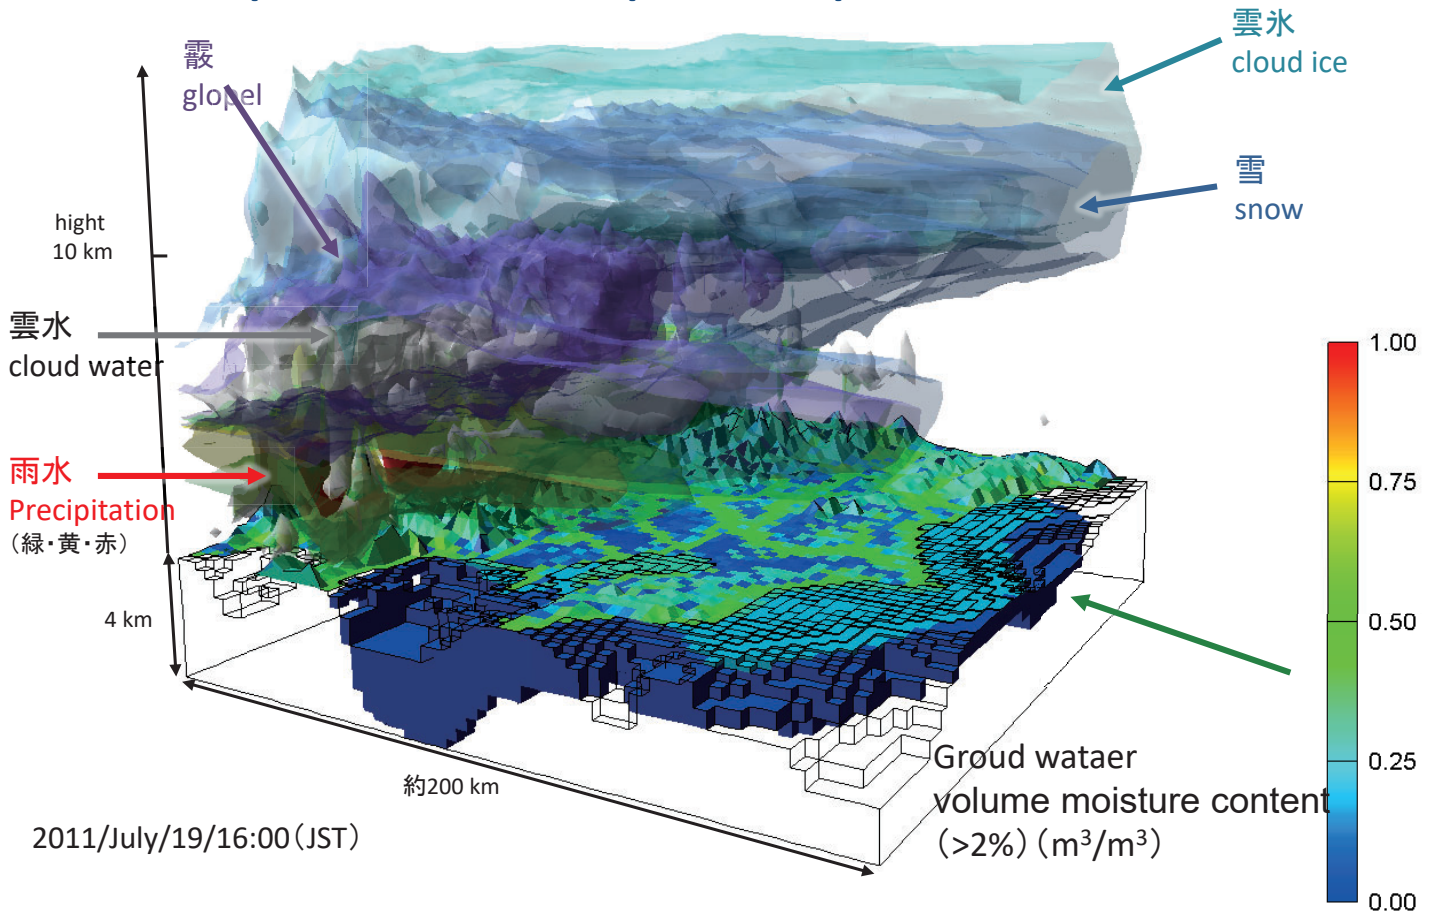 雲氷
cloud ice
霰
glopel
雪
snow
hight
10 km
雲水
cloud water
雨水
Precipitation
（緑・黄・赤）
4 km
約200 km
2011/July/19/16:00（JST）
Groud wataer
volume moisture content
（>2%）（m³/m³）
1.00
0.75
0.50
0.25
0.00